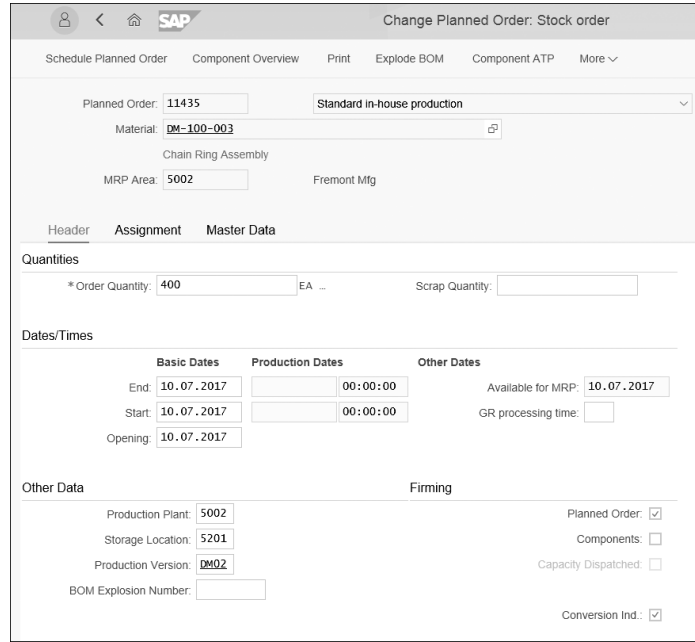 SAP Change Planned Order: Stock order
Schedule Planned Order Component Overview Print Explode BOM Component ATP More
Planned Order: 11435 Standard in-house production
Material: DM-100-003
Chain Ring Assembly
MRP Area: 5002 Fremont Mfg
Header Assignment Master Data
Quantities
*Order Quantity: 400 EA ... Scrap Quantity:
Dates/Times
Basic Dates Production Dates Other Dates
End: 10.07.2017 00:00:00 Available for MRP: 10.07.2017
Start: 10.07.2017 00:00:00 GR processing time:
Opening: 10.07.2017
Other Data Firming
Production Plant: 5002 Planned Order:
Storage Location: 5201 Components:
Production Version: DM02 Capacity Dispatched:
BOM Explosion Number:
Conversion Ind.: